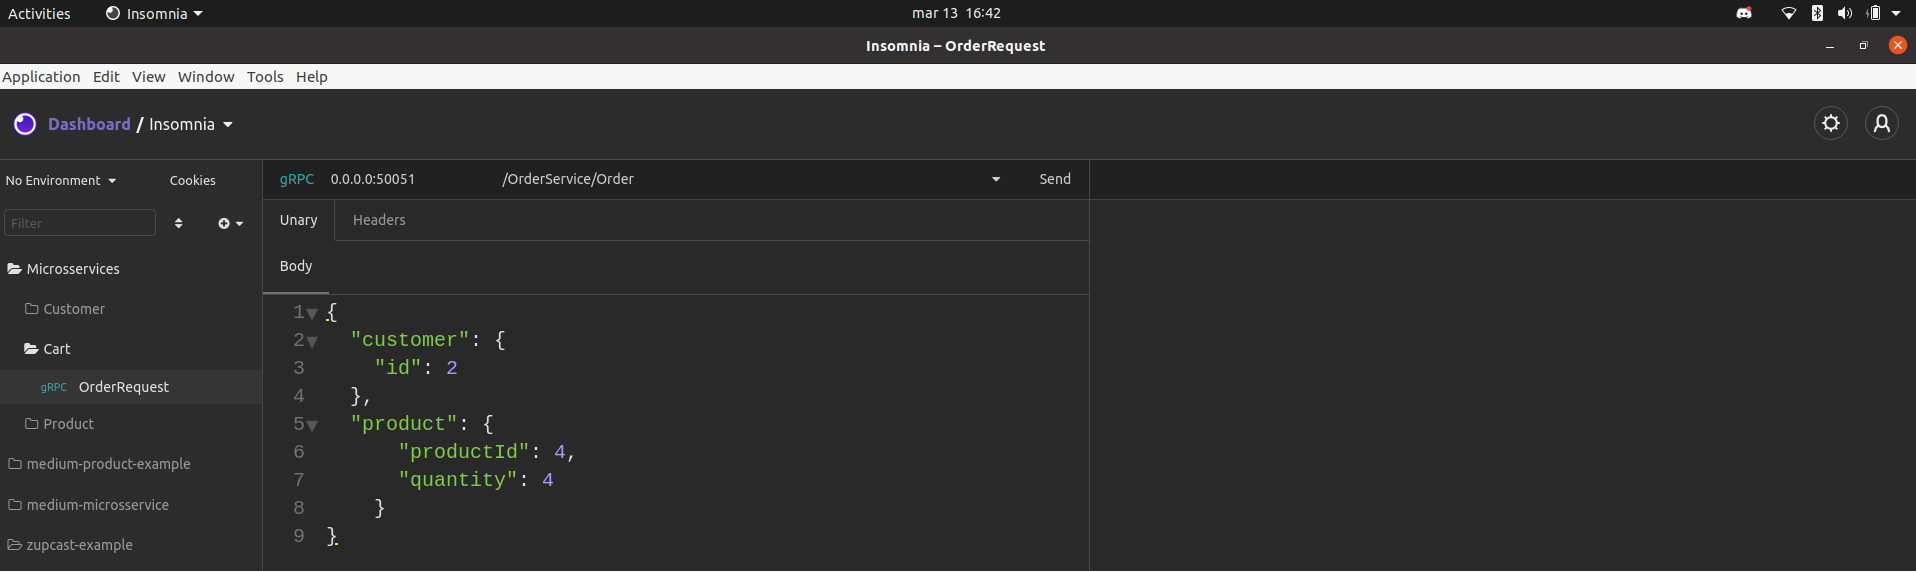 Activities Insomnia mar 13 16:42
Insomnia – OrderRequest
Application Edit View Window Tools Help
Dashboard / Insomnia
No Environment Cookies gRPC 0.0.0.0:50051 /OrderService/Order Send
Filter Unary Headers
Microsservices Body
Customer 1 {
Cart 2 "customer": {
3 "id": 2
gRPC OrderRequest 4 },
Product 5 "product": {
6 "productId": 4,
medium-product-example 7 "quantity": 4
medium-microsservice 8 }
zupcast-example 9 }